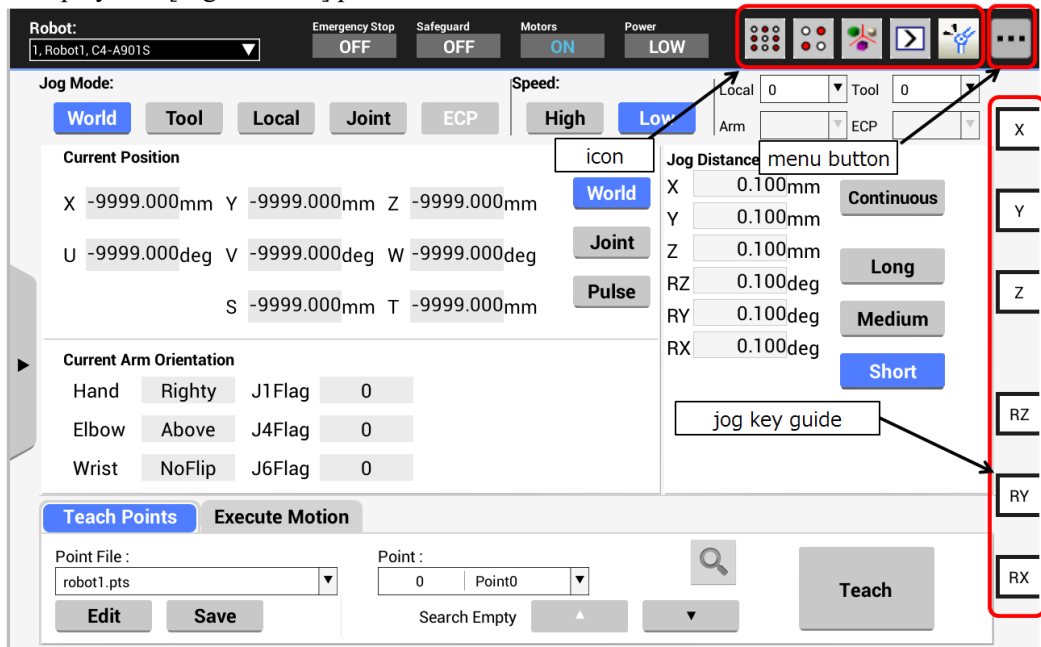 Robot:
1, Robot1, C4-A901S
Emergency Stop
OFF
Safeguard
OFF
Motors
ON
Power
LOW
Jog Mode:
World Tool Local Joint ECP
Speed:
High Low
Local 0 Tool 0
Arm ECP
icon
menu button
Current Position
X -9999.000mm Y -9999.000mm Z -9999.000mm
U -9999.000deg V -9999.000deg W -9999.000deg
S -9999.000mm T -9999.000mm
World
Joint
Pulse
Jog Distance
X 0.100mm
Y 0.100mm
Z 0.100mm
RZ 0.100deg
RY 0.100deg
RX 0.100deg
Continuous
Long
Medium
Short
Current Arm Orientation
Hand Righty J1Flag 0
Elbow Above J4Flag 0
Wrist NoFlip J6Flag 0
jog key guide
X
Y
Z
RZ
RY
RX
Teach Points Execute Motion
Point File :
robot1.pts
Edit Save
Point :
0 Point0
Search Empty
Teach